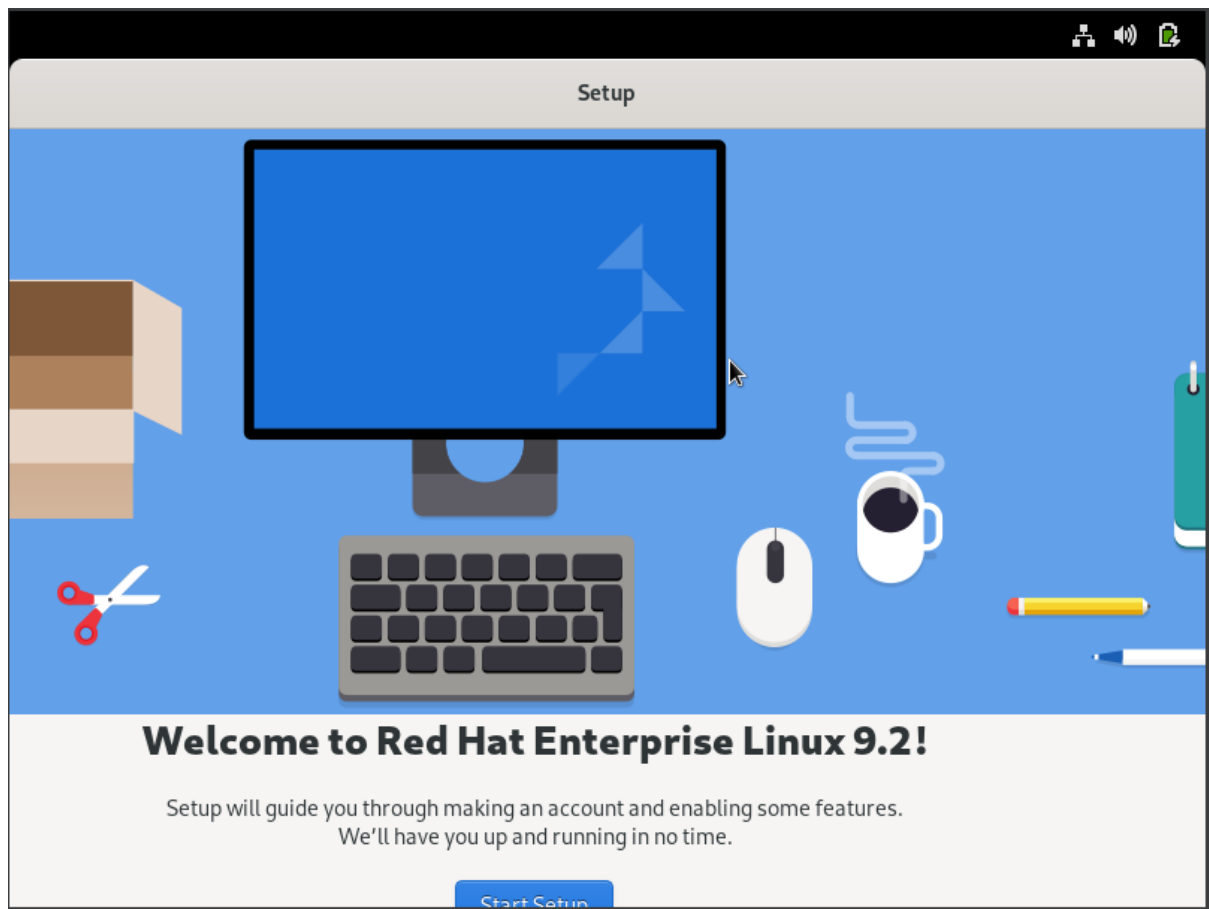 Setup
Welcome to Red Hat Enterprise Linux 9.2!
Setup will guide you through making an account and enabling some features.
We'll have you up and running in no time.
Start Setup